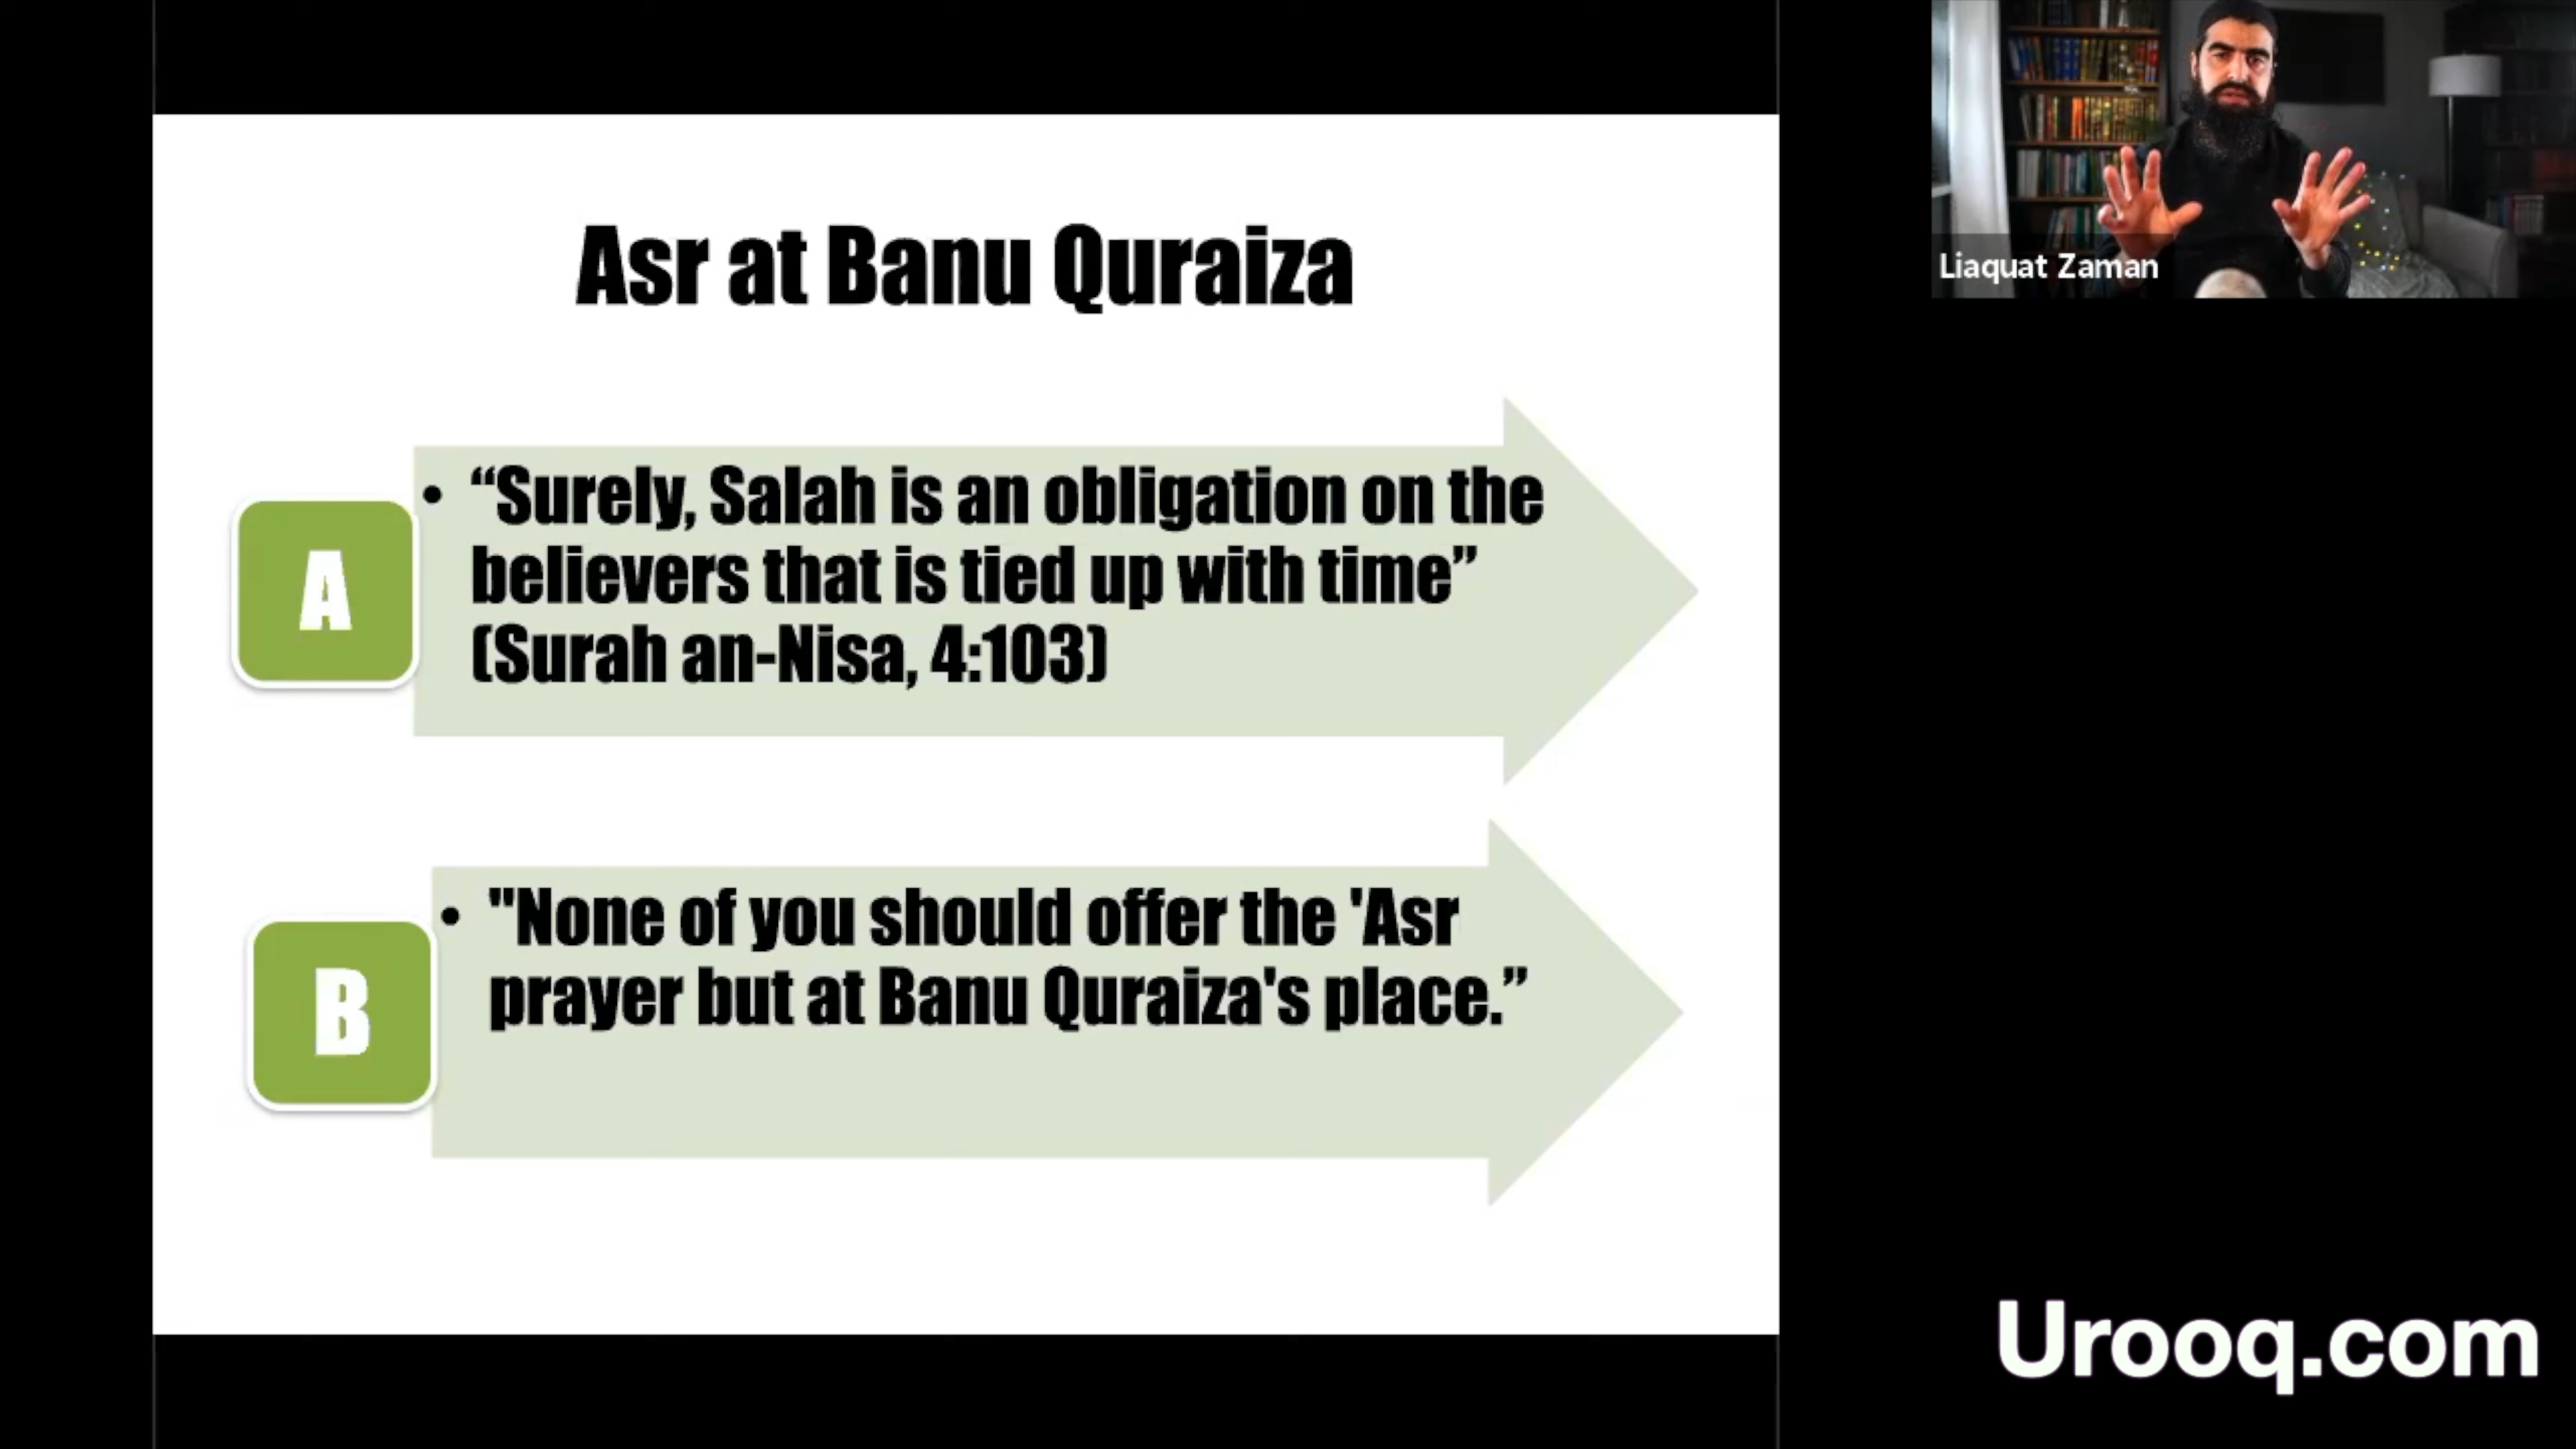 Asr at Banu Quraiza
A
• “Surely, Salah is an obligation on the
believers that is tied up with time”
(Surah an-Nisa, 4:103)
B
• "None of you should offer the 'Asr
prayer but at Banu Quraiza's place.”
Liaquat Zaman
Urooq.com